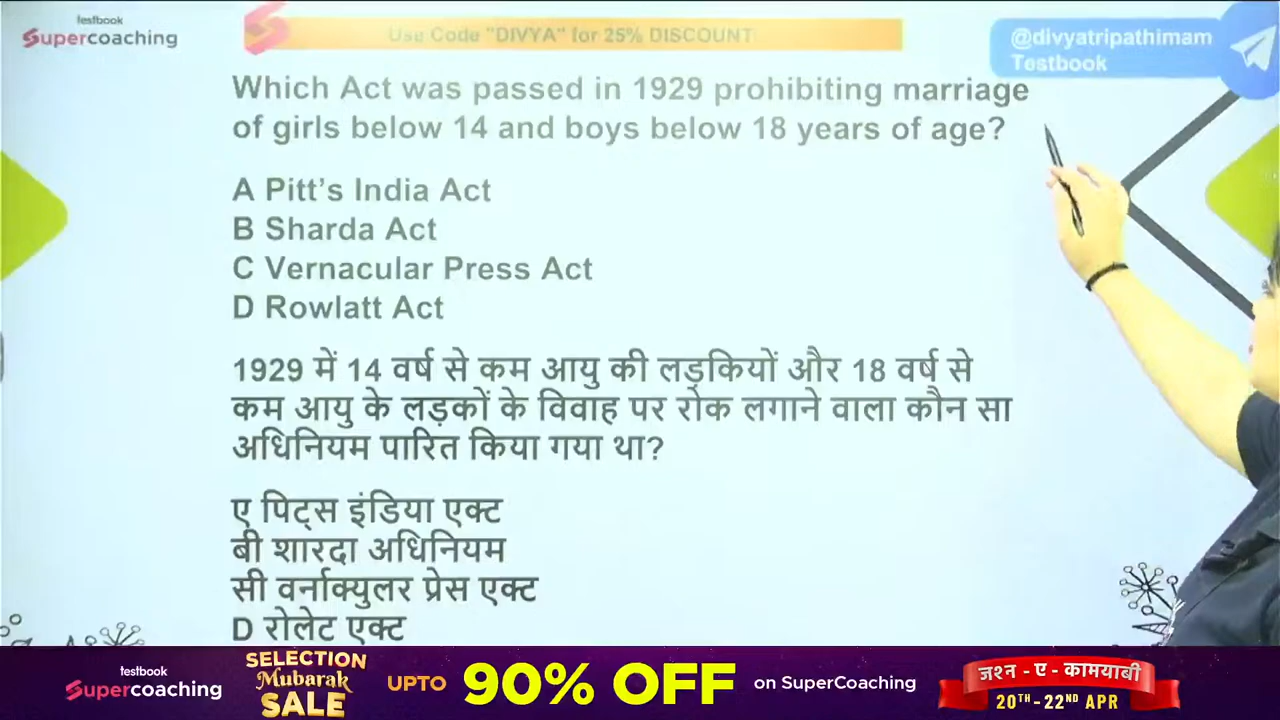 testbook
Supercoaching
Use Code "DIVYA" for 25% DISCOUNT
@divyatripathimam
Testbook
Which Act was passed in 1929 prohibiting marriage
of girls below 14 and boys below 18 years of age?
A Pitt's India Act
B Sharda Act
C Vernacular Press Act
D Rowlatt Act
1929 में 14 वर्ष से कम आयु की लड़कियों और 18 वर्ष से
कम आयु के लड़कों के विवाह पर रोक लगाने वाला कौन सा
अधिनियम पारित किया गया था?
ए पिट्स इंडिया एक्ट
बी शारदा अधिनियम
सी वर्नाक्युलर प्रेस एक्ट
D रोलेट एक्ट
testbook
Supercoaching
SELECTION
Mubarak
SALE
UPTO 90% OFF on SuperCoaching
जश्न - ए - कामयाबी
20TH - 22ND APR